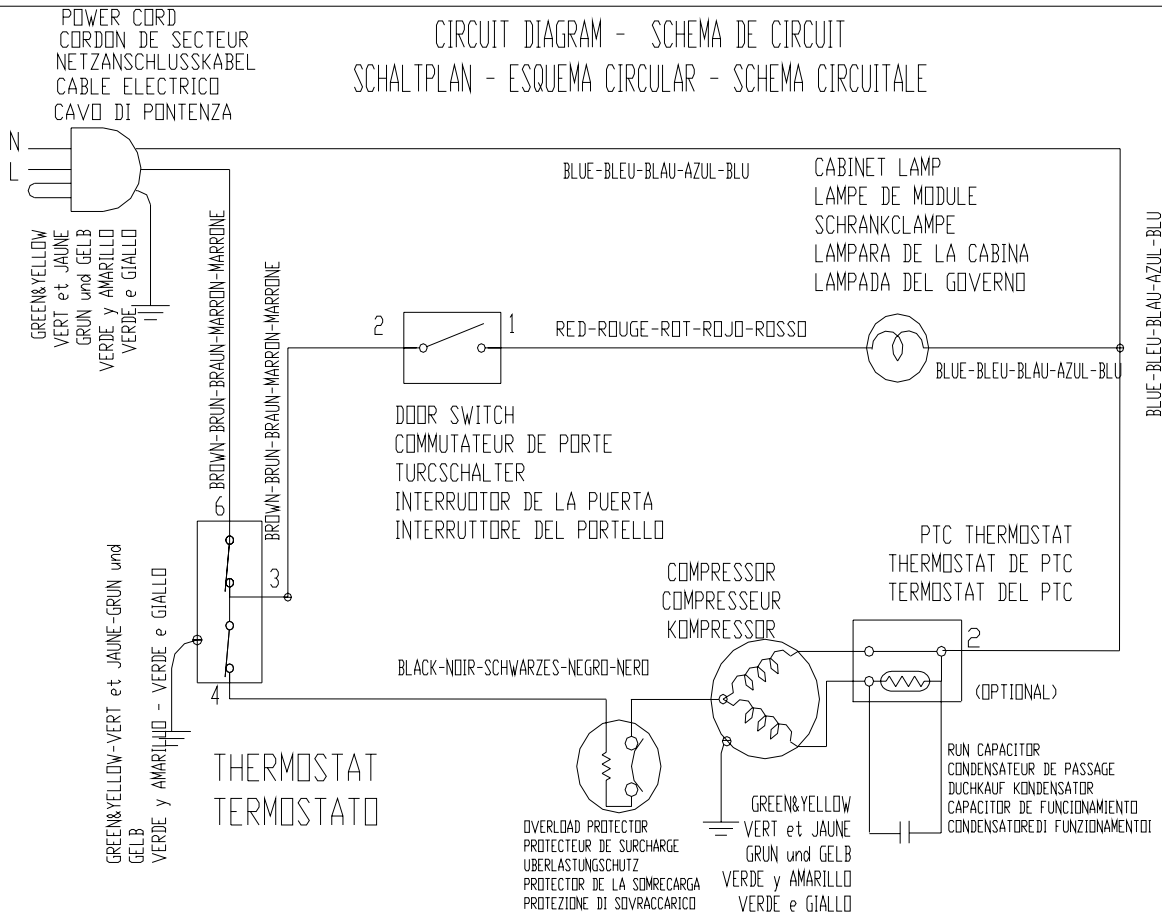 POWER CORD
CORDON DE SECTEUR
NETZANSCHLUSSKABEL
CABLE ELECTRICO
CAVO DI PONTENZA
CIRCUIT DIAGRAM - SCHEMA DE CIRCUIT
SCHALTPLAN - ESQUEMA CIRCULAR - SCHEMA CIRCUITALE
N
L
BLUE-BLEU-BLAU-AZUL-BLU
CABINET LAMP
LAMPE DE MODULE
SCHRANKCLAMPE
LAMPARA DE LA CABINA
LAMPADA DEL GOVERNO
BLUE-BLEU-BLAU-AZUL-BLU
GREEN&YELLOW
VERT et JAUNE
GRUN und GELB
VERDE y AMARILLO
VERDE e GIALLO
BROWN-BRUN-BRAUN-MARRON-MARRONE
BROWN-BRUN-BRAUN-MARRON-MARRONE
2
1
RED-ROUGE-ROT-ROJO-ROSSO
BLUE-BLEU-BLAU-AZUL-BLU
DOOR SWITCH
COMMUTATEUR DE PORTE
TURCSCHALTER
INTERRUOTOR DE LA PUERTA
INTERRUTTORE DEL PORTELLO
6
3
4
GREEN&YELLOW-VERT et JAUNE-GRUN und
GELB
VERDE y AMARILLO - VERDE e GIALLO
THERMOSTAT
TERMOSTATO
BLACK-NOIR-SCHWARZES-NEGRO-NERO
COMPRESSOR
COMPRESSEUR
KOMPRESSOR
PTC THERMOSTAT
THERMOSTAT DE PTC
TERMOSTAT DEL PTC
2
(OPTIONAL)
OVERLOAD PROTECTOR
PROTECTEUR DE SURCHARGE
UBERLASTUNGSCHUTZ
PROTECTOR DE LA SOMRECARGA
PROTEZIONE DI SOVRACCARICO
GREEN&YELLOW
VERT et JAUNE
GRUN und GELB
VERDE y AMARILLO
VERDE e GIALLO
RUN CAPACITOR
CONDENSATEUR DE PASSAGE
DUCHKAUF KONDENSATOR
CAPACITOR DE FUNCIONAMIENTO
CONDENSATOREDI FUNZIONAMENTOI